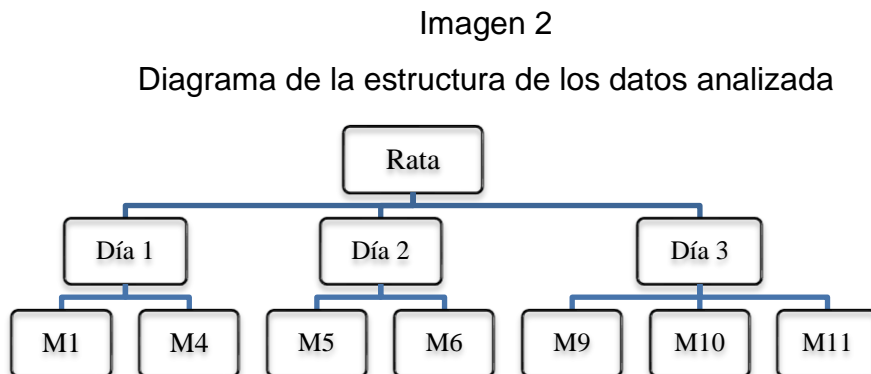 Imagen 2
Diagrama de la estructura de los datos analizada
Rata
Día 1 Día 2 Día 3
M1 M4 M5 M6 M9 M10 M11